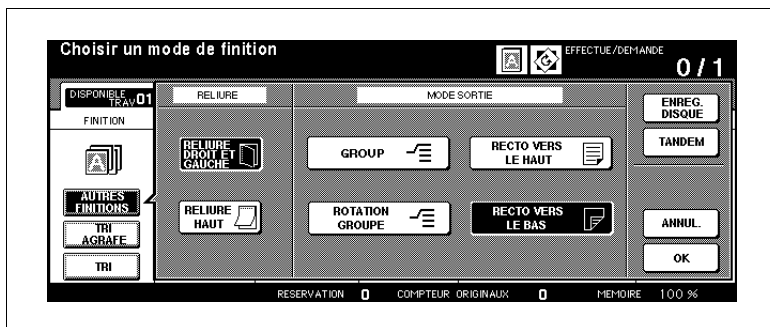 Choisir un mode de finition
EFFECTUE/DEMANDE
0 / 1
DISPONIBLE
TRAV 01
FINITION
A
AUTRES
FINITIONS
TRI
AGRAFE
TRI
RELIURE
RELIURE
DROIT ET
GAUCHE
RELIURE
HAUT
MODE SORTIE
GROUP
RECTO VERS
LE HAUT
ROTATION
GROUPE
RECTO VERS
LE BAS
ENREG.
DISQUE
TANDEM
ANNUL.
OK
RESERVATION 0 COMPTEUR ORIGINAUX 0 MEMOIRE 100 %